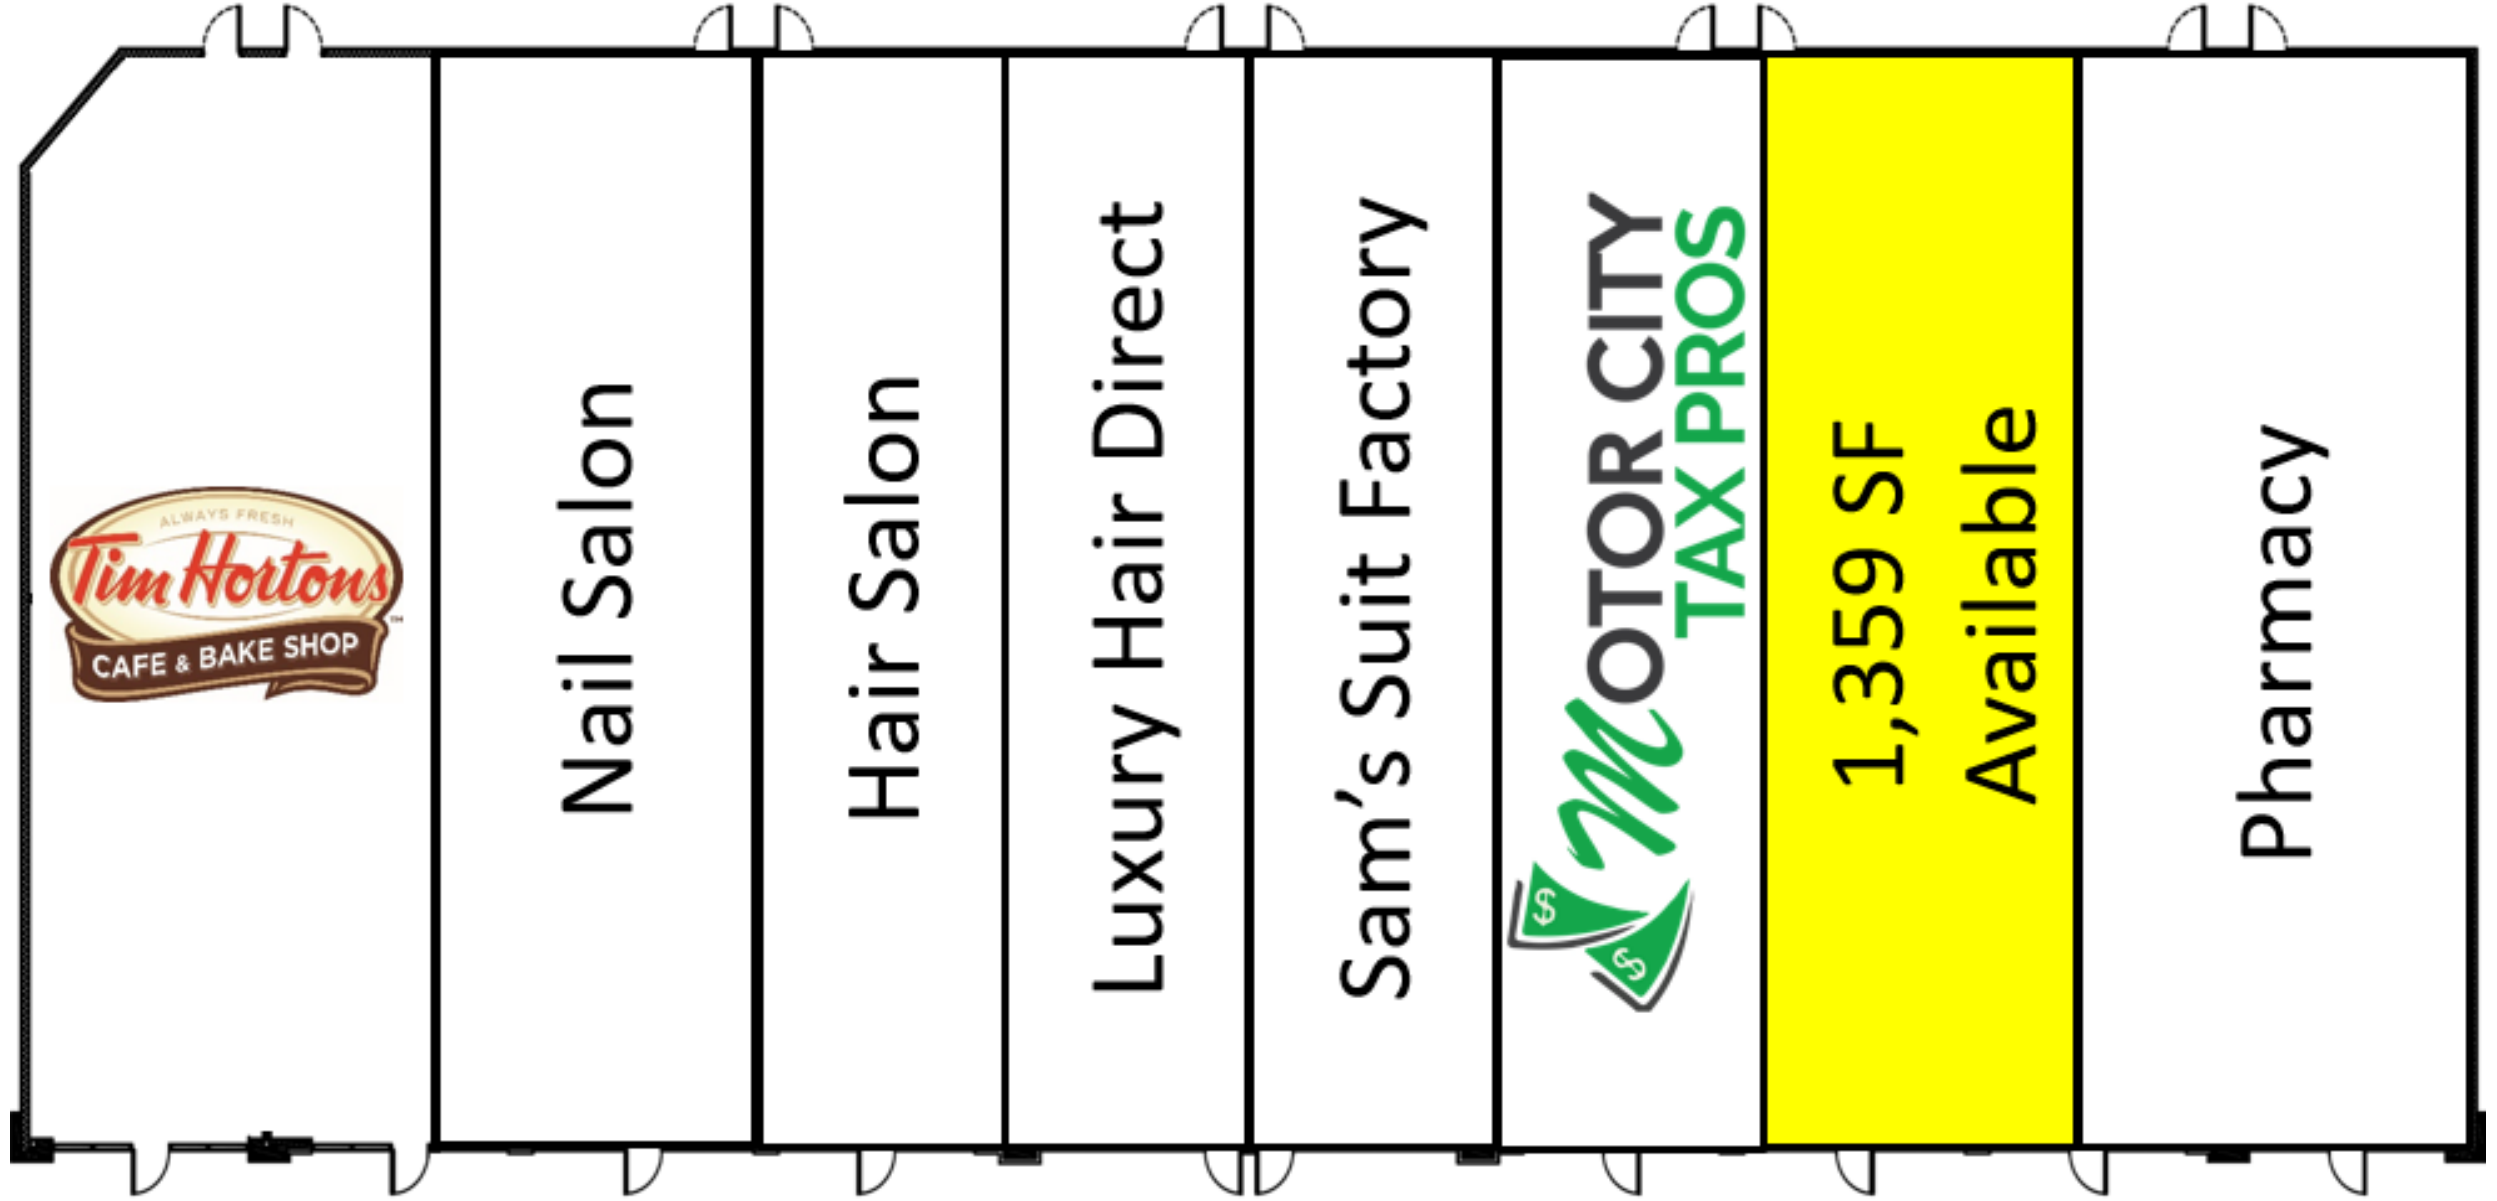 ALWAYS FRESH
Tim Hortons
™
CAFE & BAKE SHOP
Nail Salon
Hair Salon
Luxury Hair Direct
Sam’s Suit Factory
MOTOR CITY
TAX PROS
$
$
1,359 SF
Available
Pharmacy